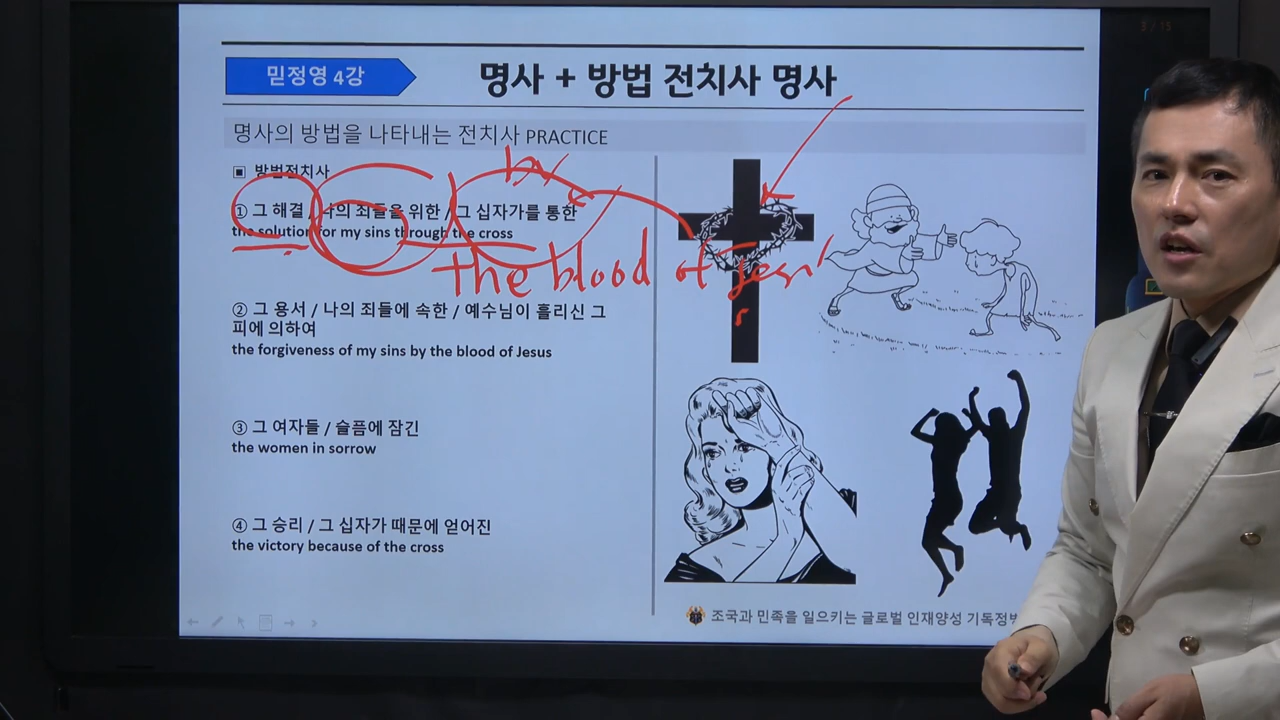 3 / 15
믿정영 4강
명사 + 방법 전치사 명사
명사의 방법을 나타내는 전치사 PRACTICE
▣ 방법전치사
by
① 그 해결 / 나의 죄들을 위한 / 그 십자가를 통한
the solution for my sins through the cross
the blood of Jesus
② 그 용서 / 나의 죄들에 속한 / 예수님이 흘리신 그
피에 의하여
the forgiveness of my sins by the blood of Jesus
③ 그 여자들 / 슬픔에 잠긴
the women in sorrow
④ 그 승리 / 그 십자가 때문에 얻어진
the victory because of the cross
조국과 민족을 일으키는 글로벌 인재양성 기독정